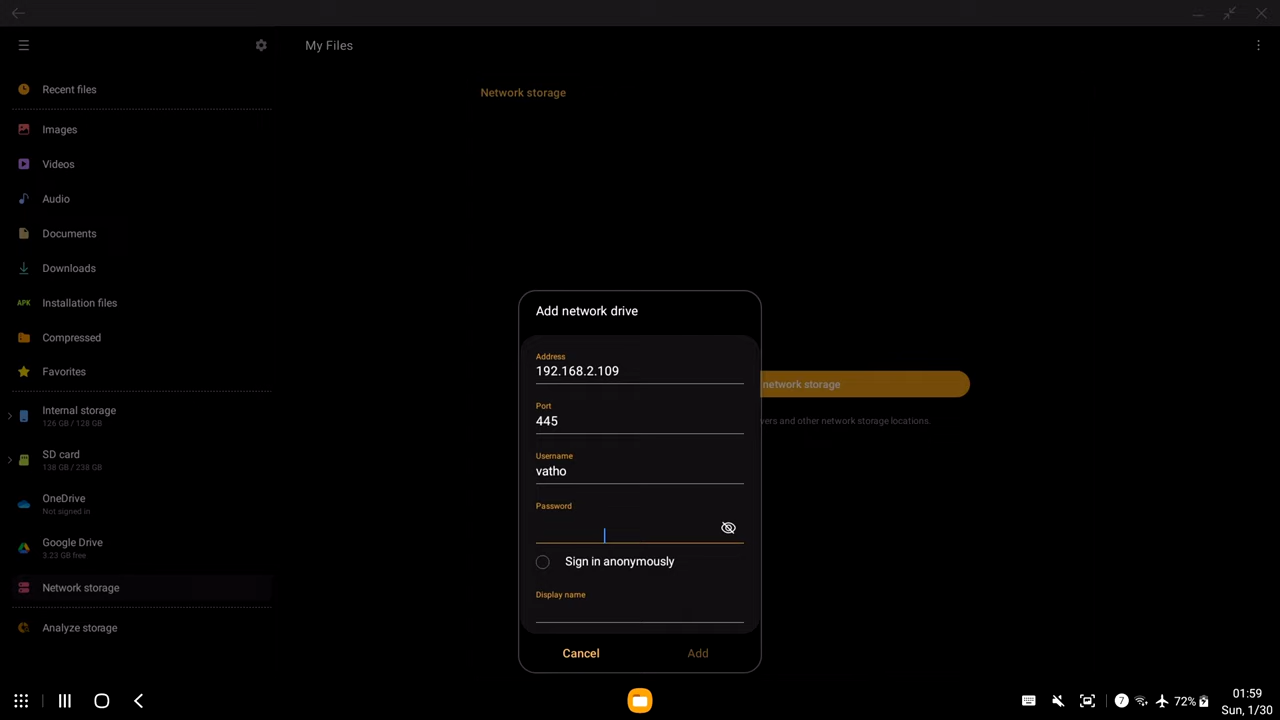 My Files
Recent files
Images
Videos
Audio
Documents
Downloads
APK
Installation files
Compressed
Favorites
Internal storage
126 GB / 128 GB
SD card
138 GB / 238 GB
OneDrive
Not signed in
Google Drive
3.23 GB free
Network storage
Analyze storage
Network storage
network storage
vers and other network storage locations.
Add network drive
Address
192.168.2.109
Port
445
Username
vatho
Password
Sign in anonymously
Display name
Cancel
Add
7
72%
01:59
Sun, 1/30